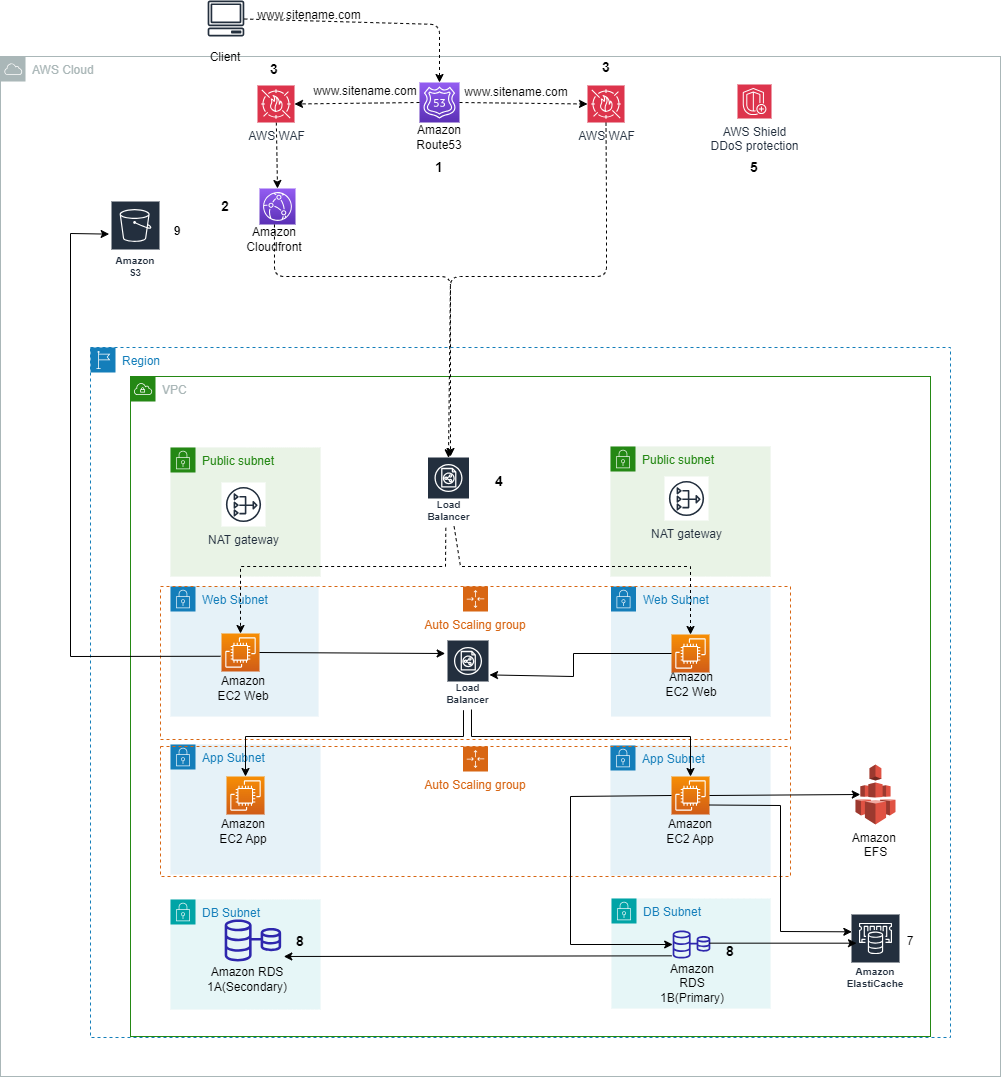 www.sitename.com
Client
AWS Cloud
3
3
www.sitename.com
www.sitename.com
53
AWS WAF
Amazon
Route53
AWS WAF
AWS Shield
DDoS protection
1
5
2
Amazon
Cloudfront
9
Amazon
S3
Region
VPC
Public subnet
Public subnet
NAT gateway
NAT gateway
4
Load
Balancer
Web Subnet
Web Subnet
Auto Scaling group
Amazon
EC2 Web
Load
Balancer
Amazon
EC2 Web
App Subnet
App Subnet
Auto Scaling group
Amazon
EC2 App
Amazon
EC2 App
Amazon
EFS
DB Subnet
DB Subnet
8
8
7
Amazon RDS
1A(Secondary)
Amazon
RDS
1B(Primary)
Amazon
ElastiCache